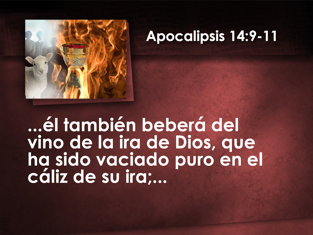 Apocalipsis 14:9-11
...él también beberá del
vino de la ira de Dios, que
ha sido vaciado puro en el
cáliz de su ira;...